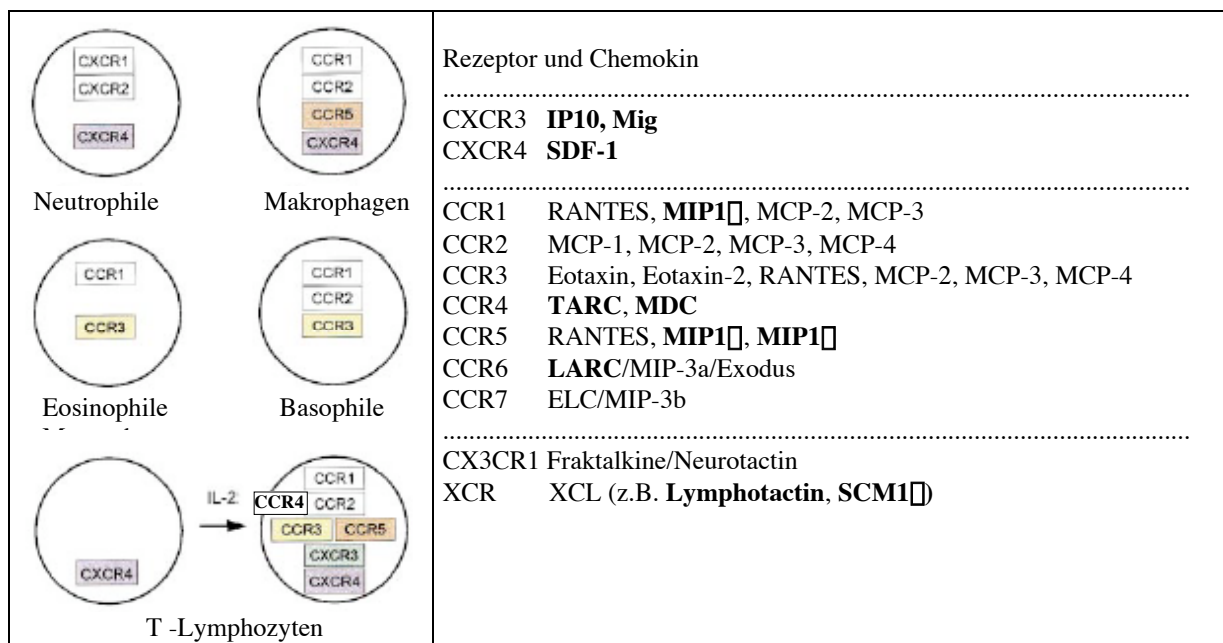 CXCR1
CXCR2
CXCR4
Neutrophile
CCR1
CCR2
CCR5
CXCR4
Makrophagen
CCR1
CCR3
Eosinophile
CCR1
CCR2
CCR3
Basophile
CXCR4
IL-2
CCR1
CCR4 CCR2
CCR3 CCR5
CXCR3
CXCR4
T -Lymphozyten
Rezeptor und Chemokin
..........................................................................................
CXCR3 IP10, Mig
CXCR4 SDF-1
..........................................................................................
CCR1 RANTES, MIP1▯, MCP-2, MCP-3
CCR2 MCP-1, MCP-2, MCP-3, MCP-4
CCR3 Eotaxin, Eotaxin-2, RANTES, MCP-2, MCP-3, MCP-4
CCR4 TARC, MDC
CCR5 RANTES, MIP1▯, MIP1▯
CCR6 LARC/MIP-3a/Exodus
CCR7 ELC/MIP-3b
..........................................................................................
CX3CR1 Fraktalkine/Neurotactin
XCR XCL (z.B. Lymphotactin, SCM1▯)